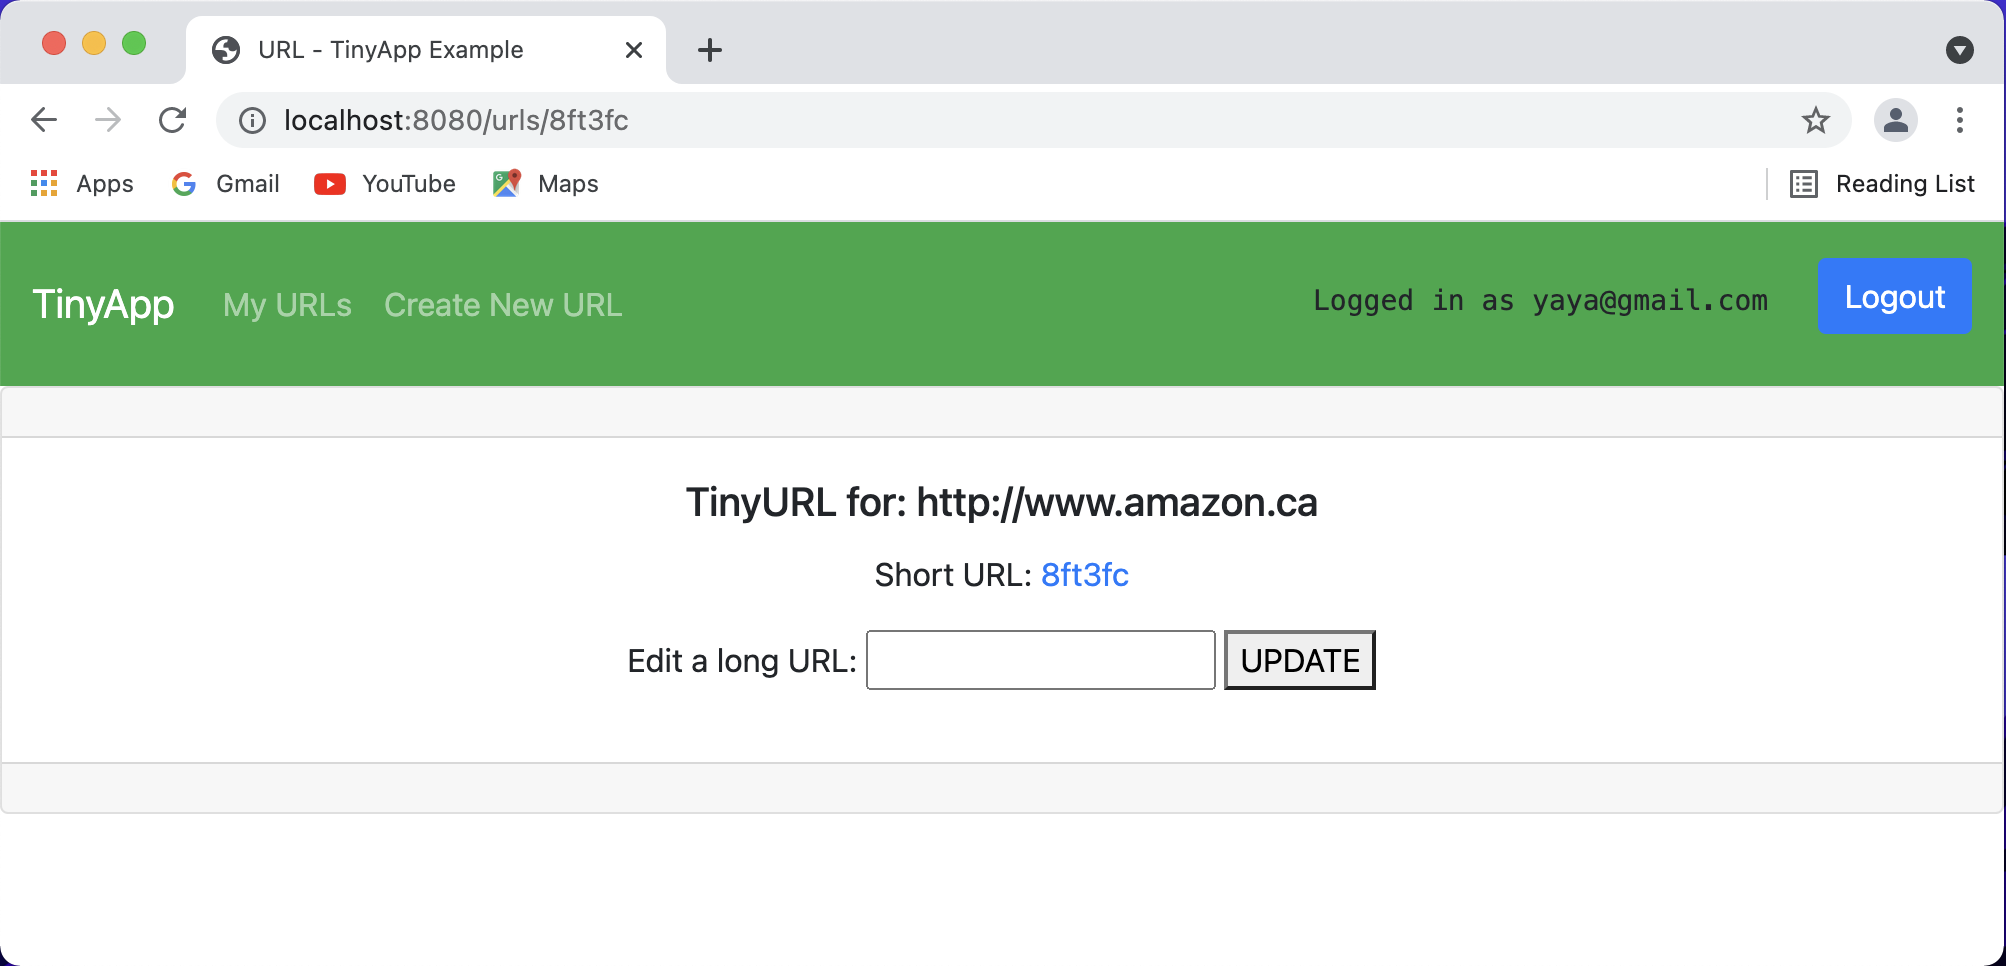 URL - TinyApp Example
localhost:8080/urls/8ft3fc
Apps Gmail YouTube Maps Reading List
TinyApp My URLs Create New URL Logged in as yaya@gmail.com Logout
TinyURL for: http://www.amazon.ca
Short URL: 8ft3fc
Edit a long URL: UPDATE